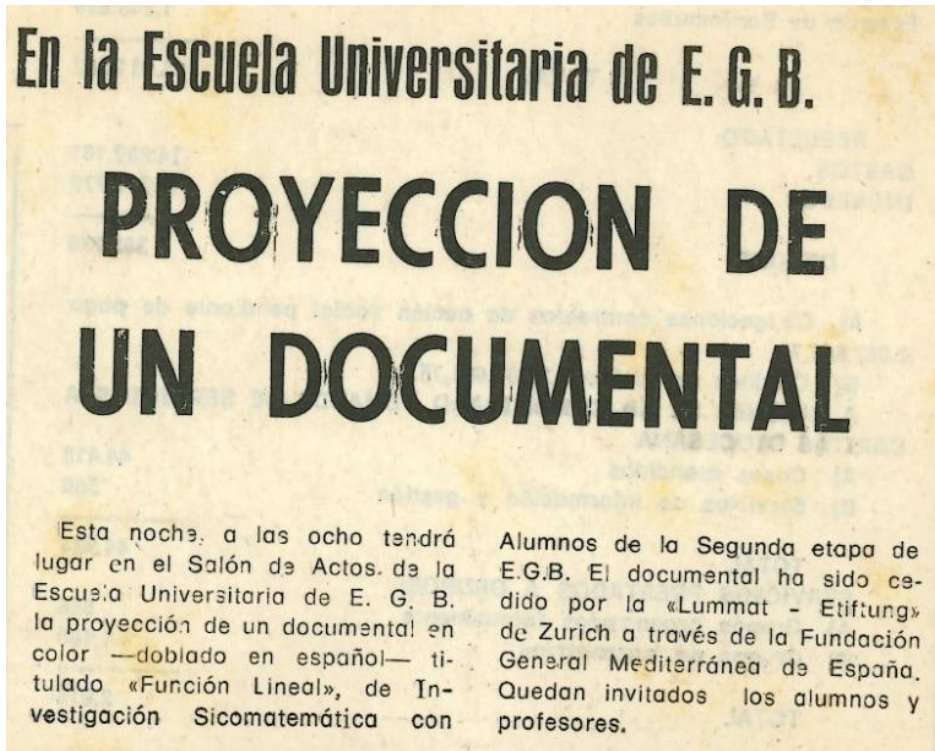 En la Escuela Universitaria de E. G. B.
PROYECCION DE
UN DOCUMENTAL
Esta noche, a las ocho tendrá
lugar en el Salón de Actos. de la
Escuela Universitaria de E. G. B.
la proyección de un documental en
color —doblado en español— ti-
tulado «Función Lineal», de In-
vestigación Sicomatemática con
Alumnos de la Segunda etapa de
E.G.B. El documental ha sido ce-
dido por la «Lummat - Etiftung»
de Zurich a través de la Fundación
General Mediterránea de España.
Quedan invitados los alumnos y
profesores.